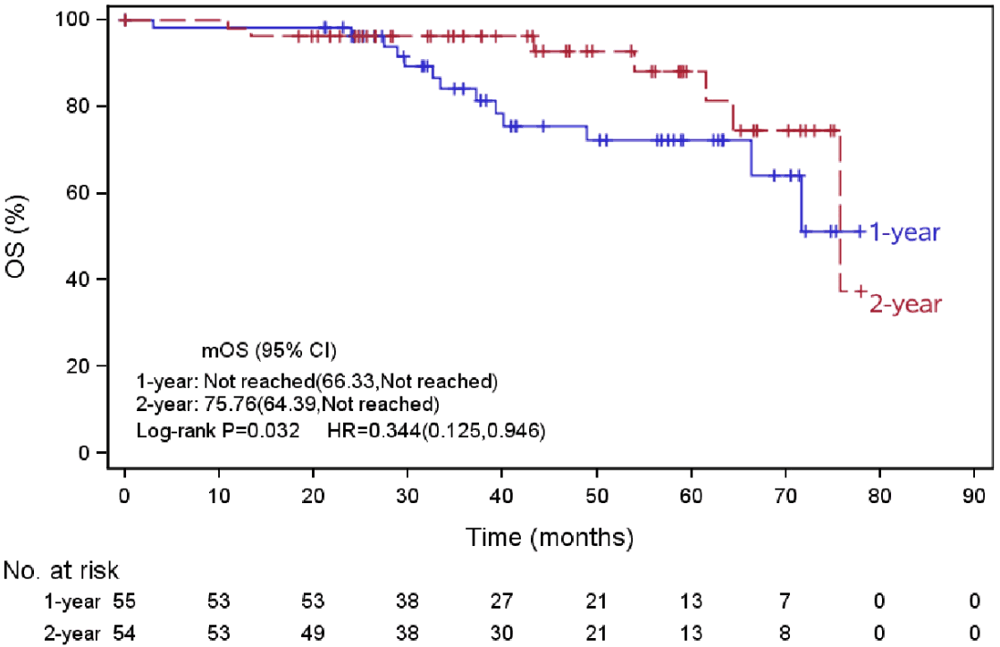 100
80
60
40
20
0
OS (%)
1-year
2-year
mOS (95% CI)
1-year: Not reached(66.33,Not reached)
2-year: 75.76(64.39,Not reached)
Log-rank P=0.032 HR=0.344(0.125,0.946)
0 10 20 30 40 50 60 70 80 90
Time (months)
No. at risk
1-year 55 53 53 38 27 21 13 7 0 0
2-year 54 53 49 38 30 21 13 8 0 0